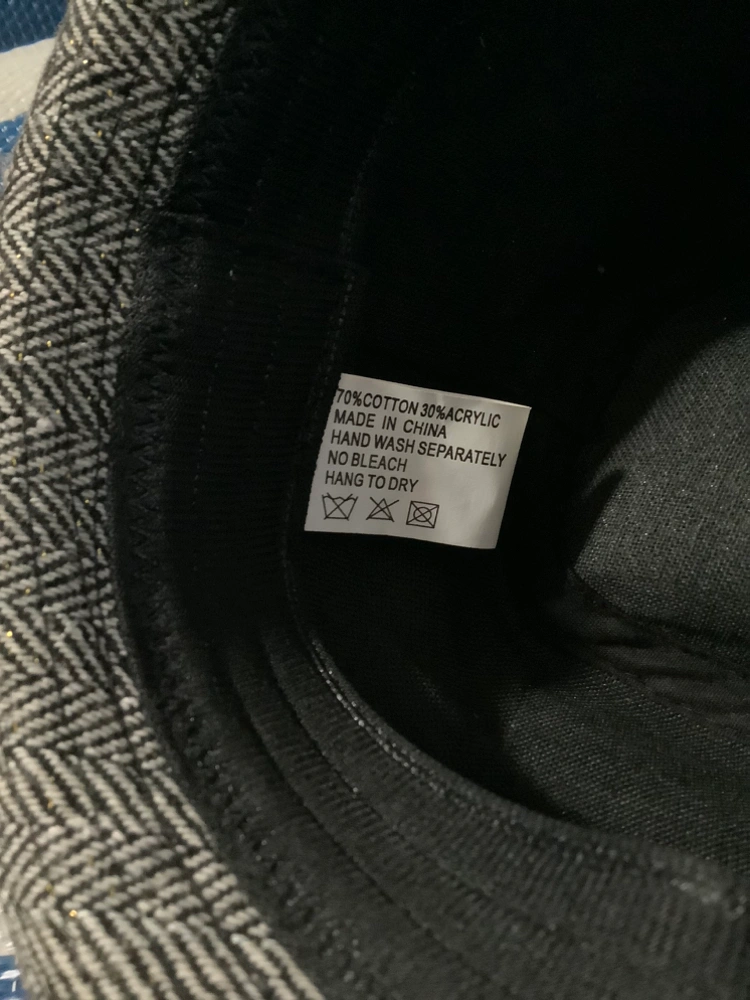 70%COTTON 30%ACRYLIC
MADE IN CHINA
HAND WASH SEPARATELY
NO BLEACH
HANG TO DRY